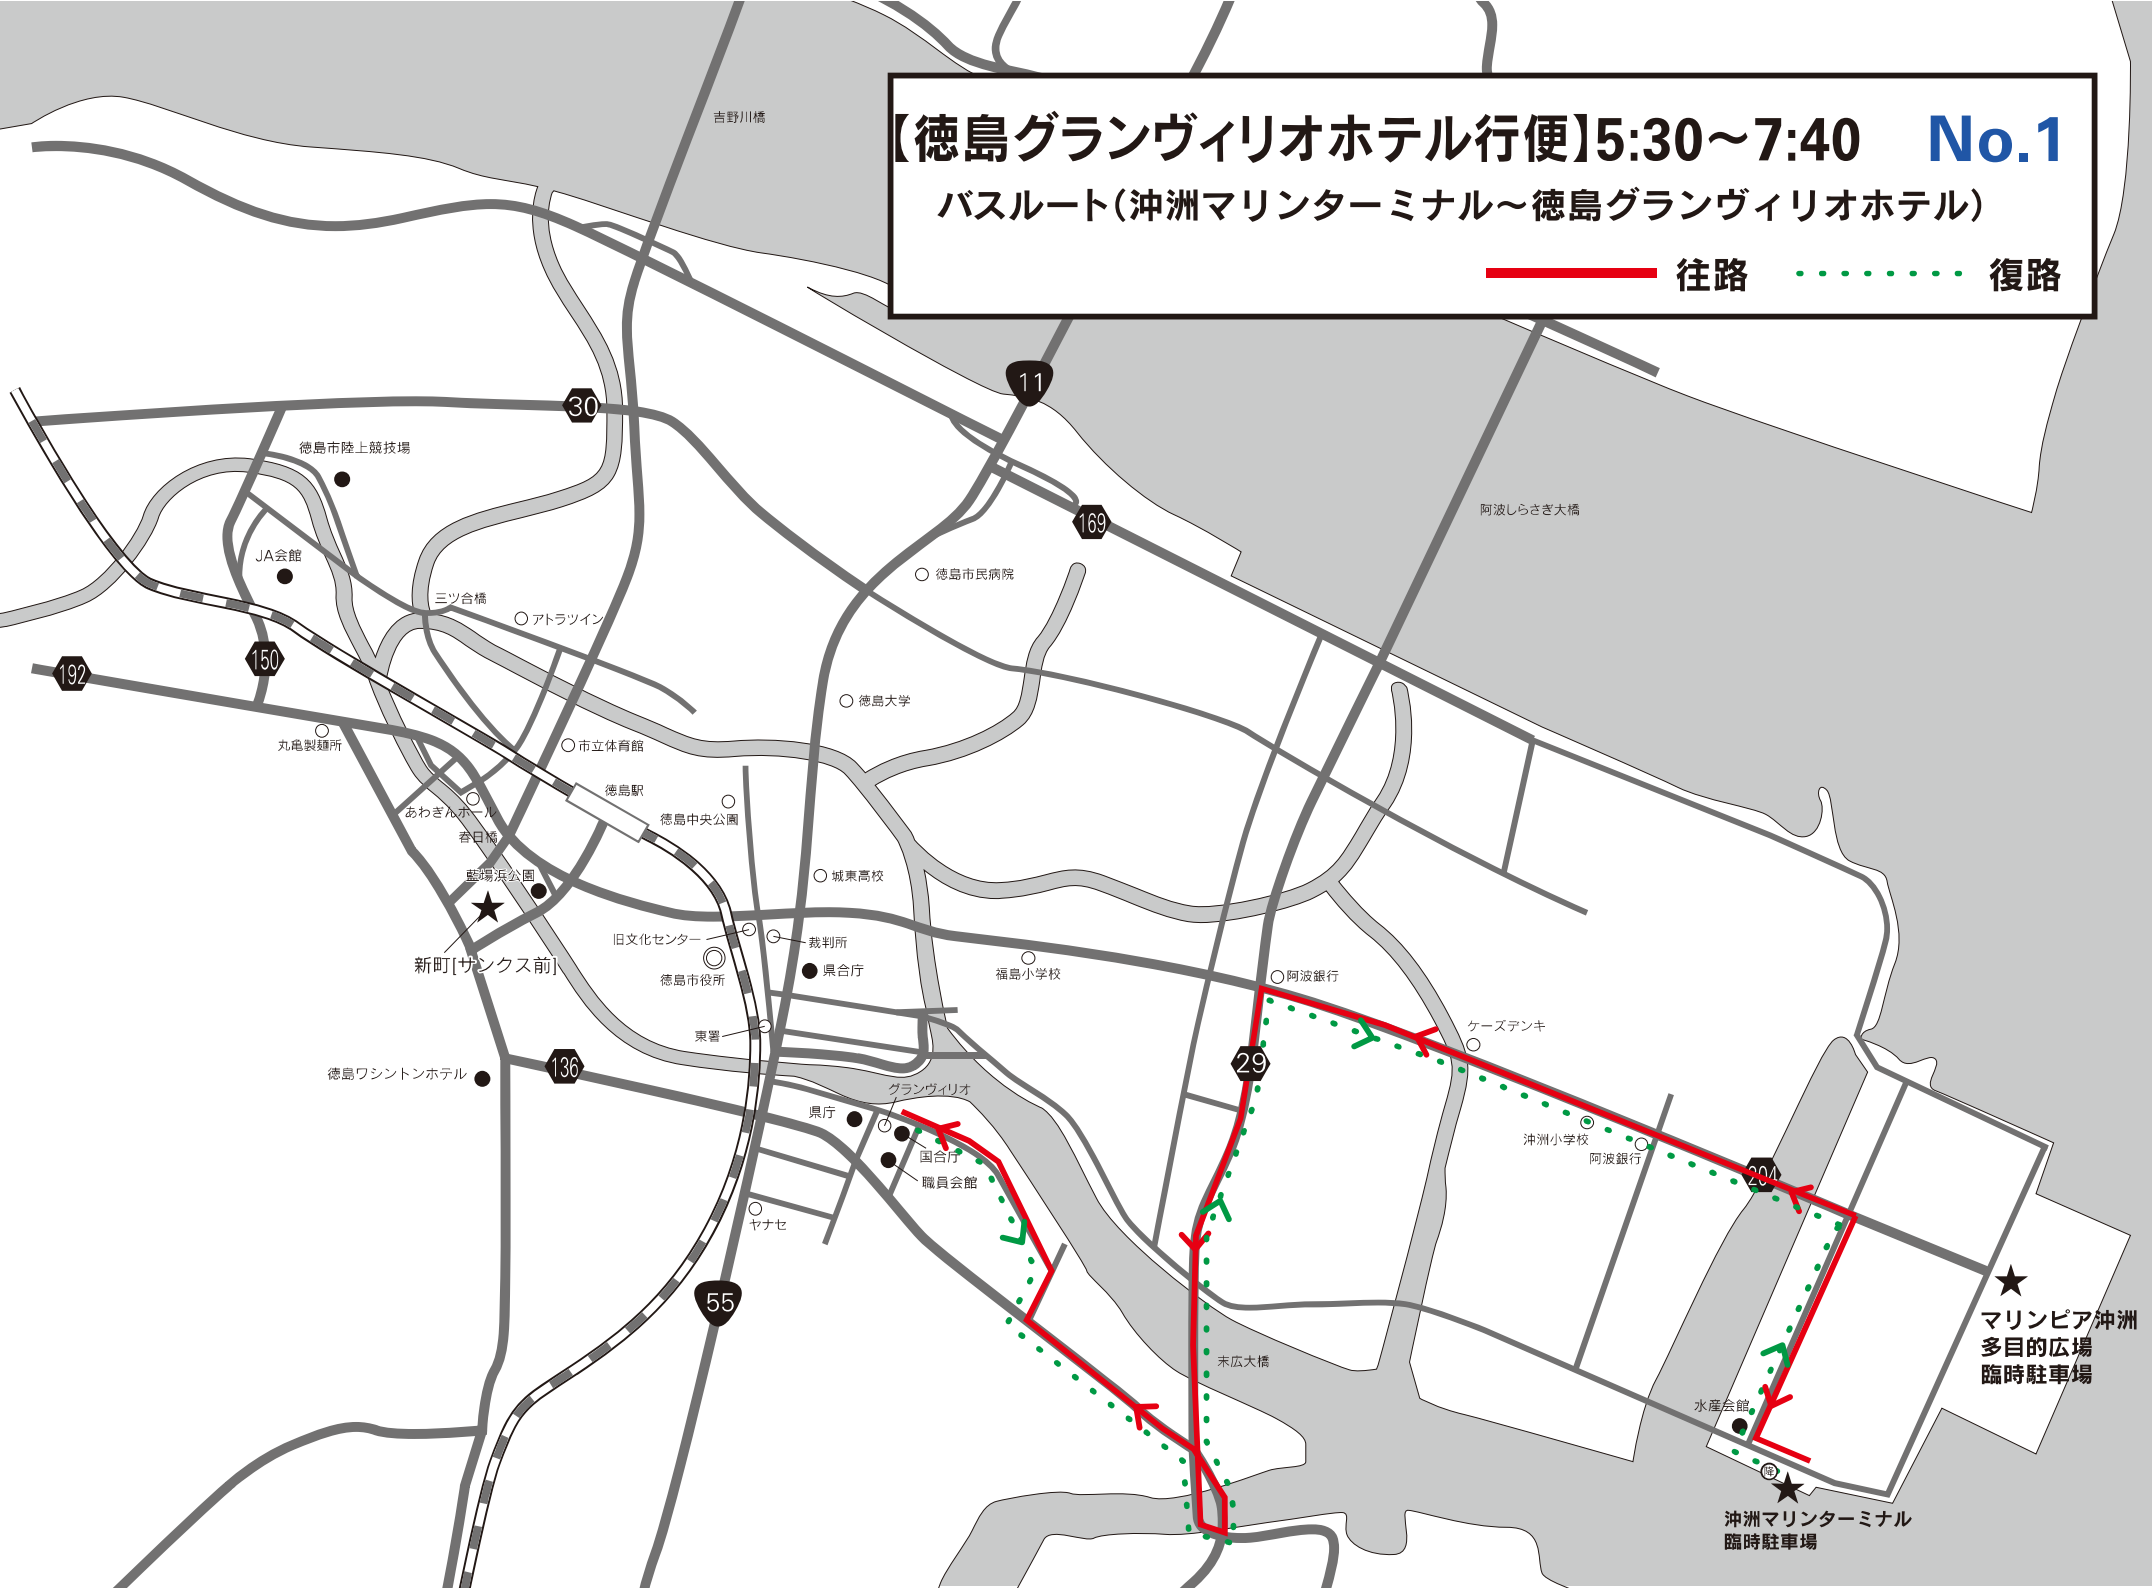 吉野川橋
【徳島グランヴィリオホテル行便】5:30〜7:40 No.1
バスルート(沖洲マリンターミナル〜徳島グランヴィリオホテル)
往路 復路
11
30
徳島市陸上競技場
169
阿波しらさぎ大橋
JA会館
徳島市民病院
三ツ合橋
アトラツイン
150
192
徳島大学
丸亀製麺所
市立体育館
徳島駅
あわぎんホール
徳島中央公園
春日橋
藍場浜公園
城東高校
旧文化センター
裁判所
新町[サンクス前]
県合庁
徳島市役所
福島小学校
阿波銀行
東署
ケーズデンキ
136
29
徳島ワシントンホテル
グランヴィリオ
県庁
国合庁
沖洲小学校
阿波銀行
204
職員会館
ヤナセ
55
マリンピア沖洲
多目的広場
臨時駐車場
末広大橋
水産会館
降
沖洲マリンターミナル
臨時駐車場